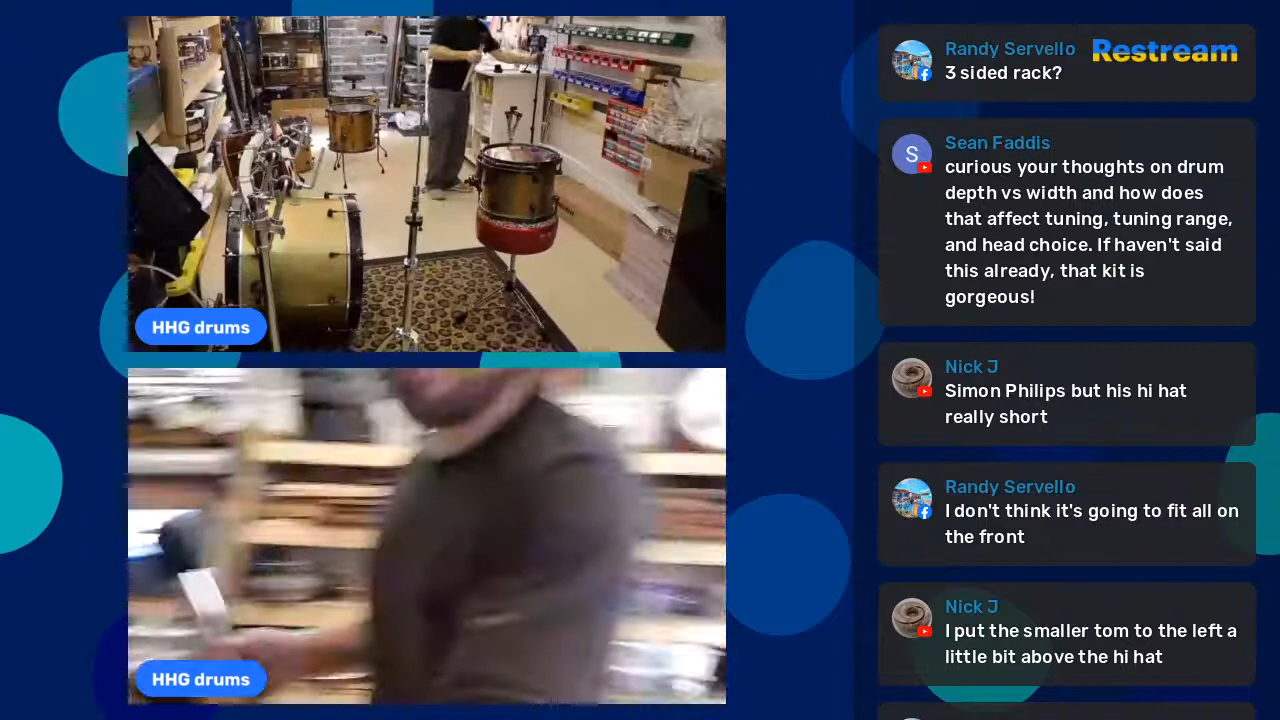 Randy Servello
Restream
3 sided rack?
Sean Faddis
S
curious your thoughts on drum
depth vs width and how does
that affect tuning, tuning range,
and head choice. If haven't said
this already, that kit is
gorgeous!
HHG drums
Nick J
Simon Philips but his hi hat
really short
Randy Servello
I don't think it's going to fit all on
the front
Nick J
I put the smaller tom to the left a
little bit above the hi hat
HHG drums